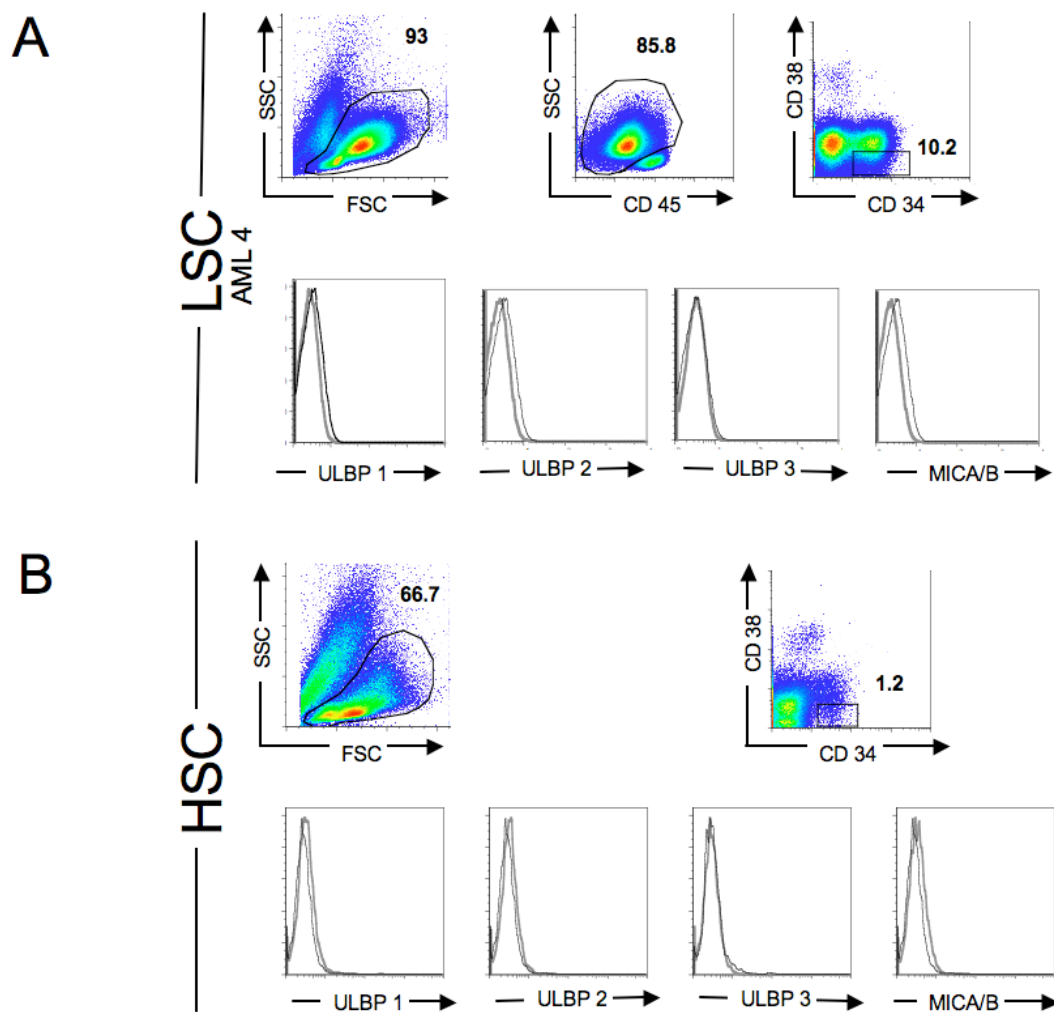 A
LSC
AML 4
SSC
93
FSC
SSC
85.8
CD 45
CD 38
10.2
CD 34
ULBP 1
ULBP 2
ULBP 3
MICA/B
B
HSC
SSC
66.7
FSC
CD 38
1.2
CD 34
ULBP 1
ULBP 2
ULBP 3
MICA/B